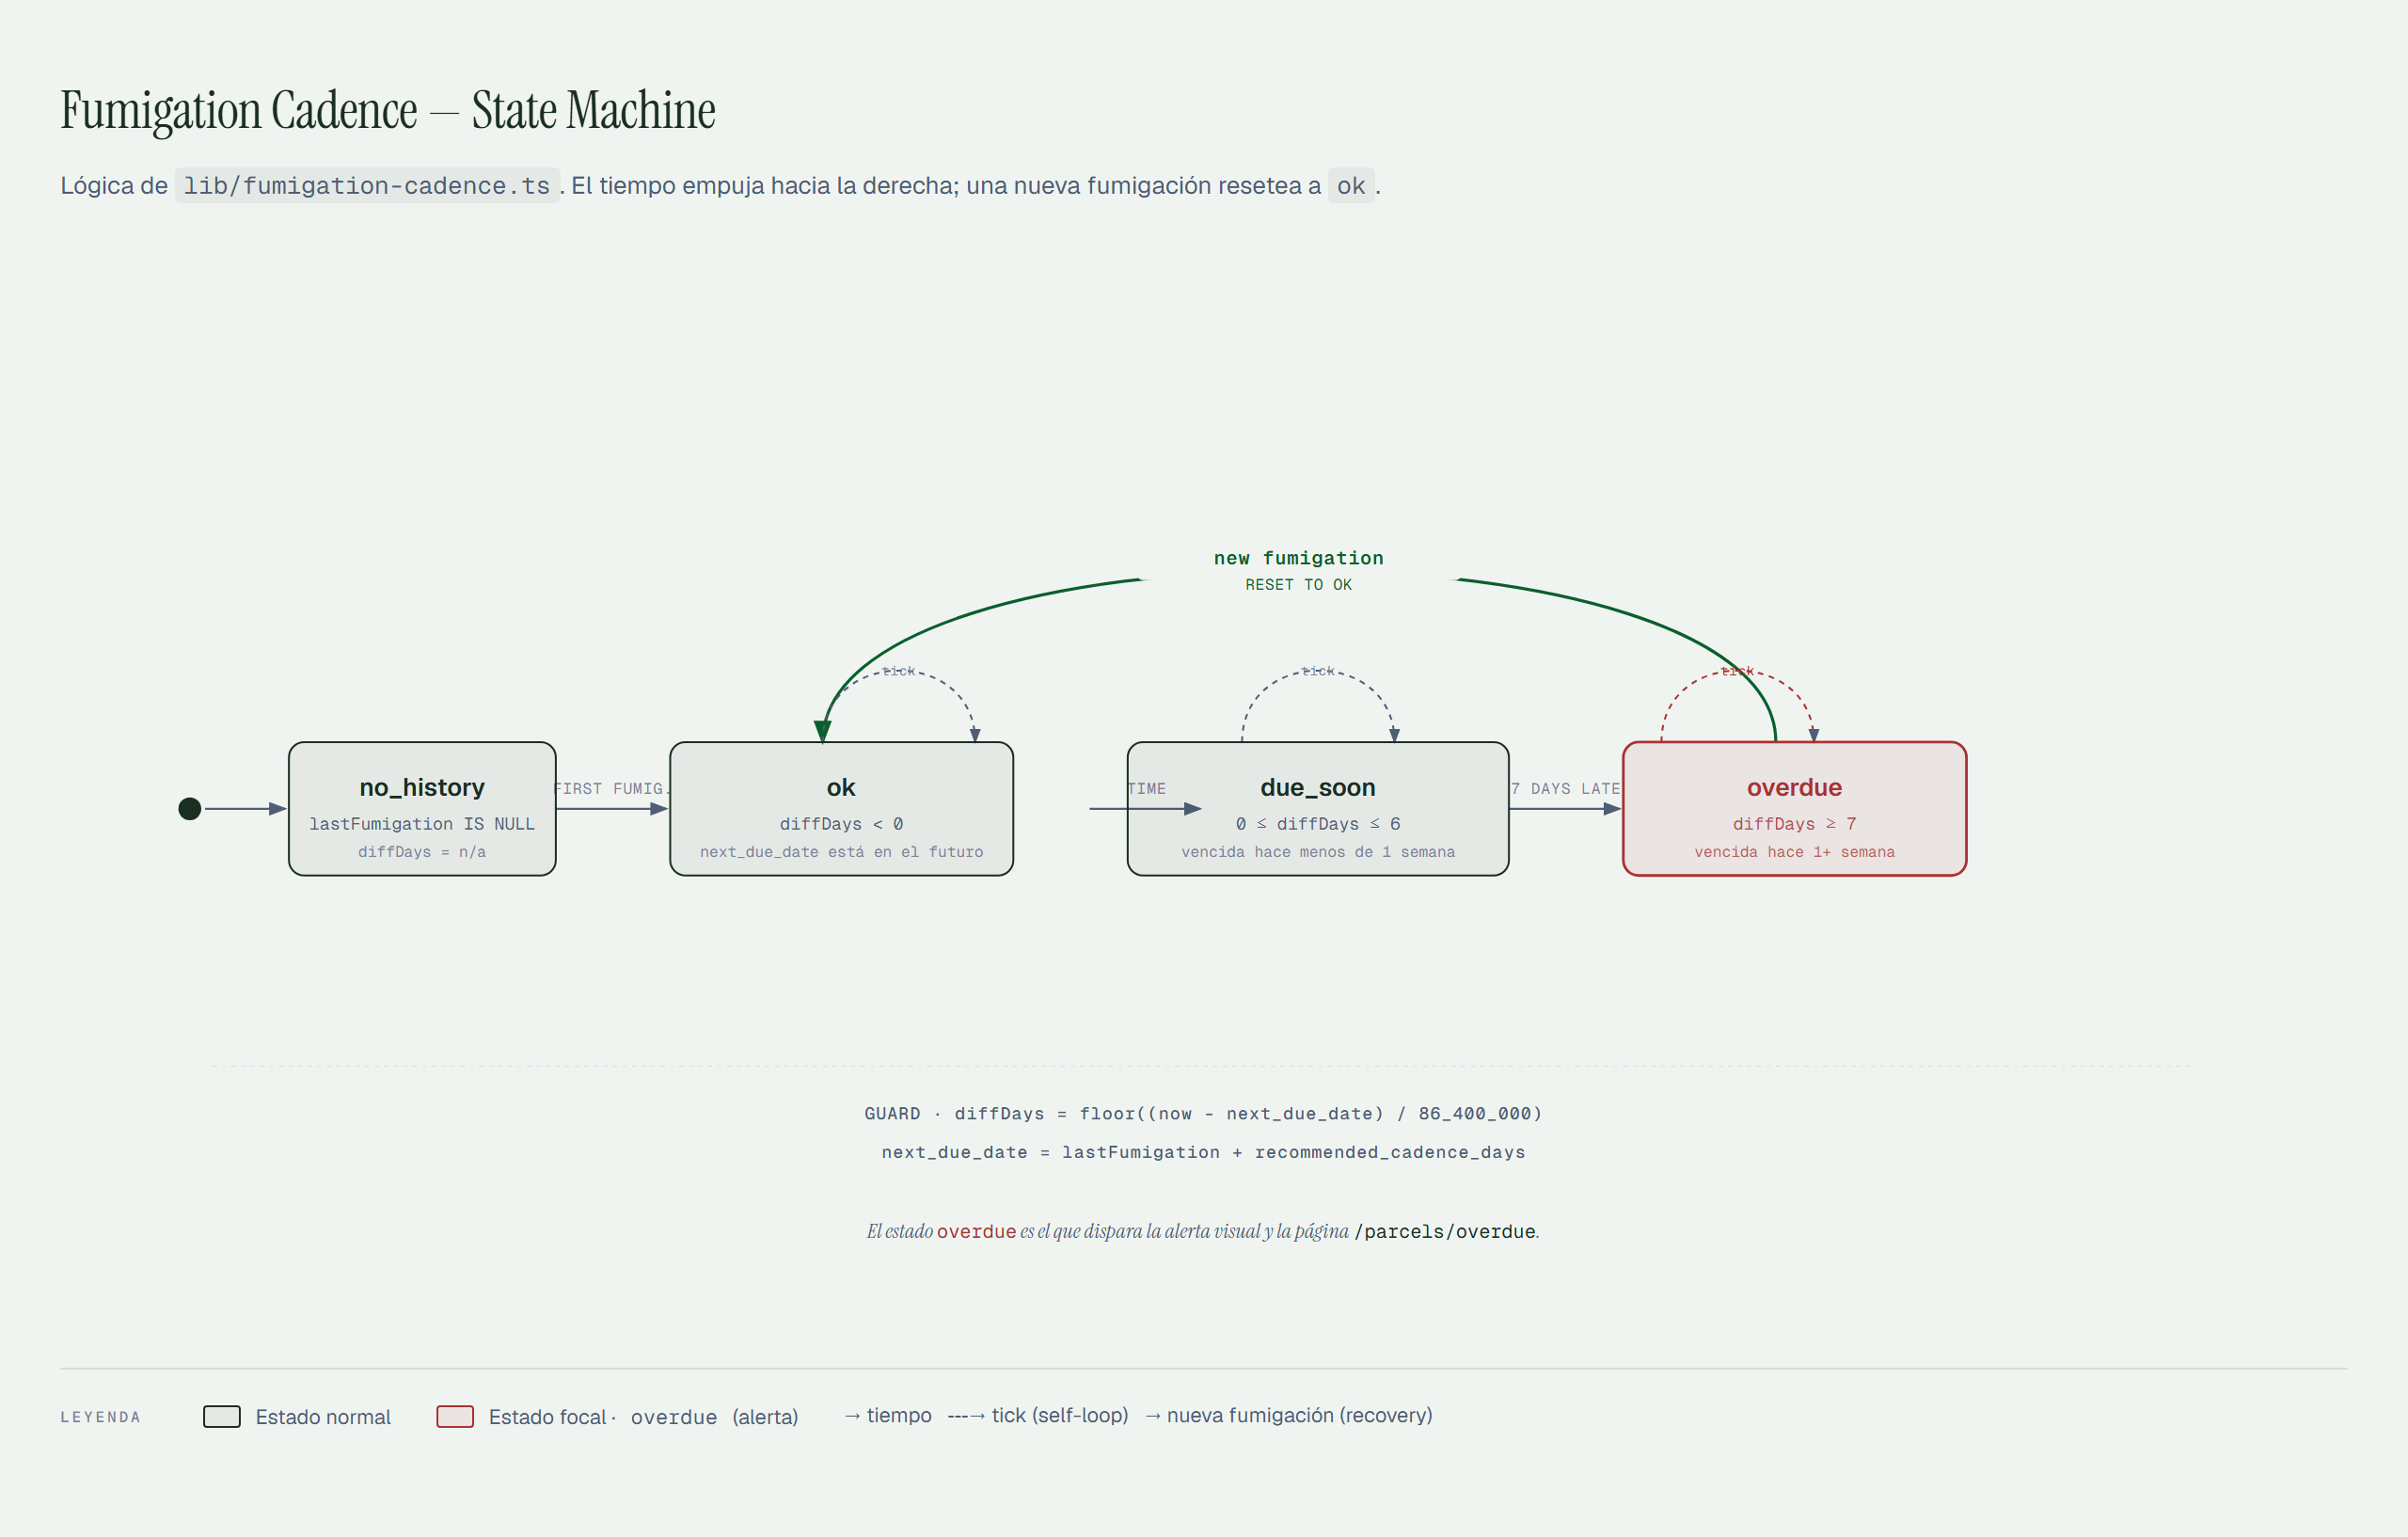 Fumigation Cadence — State Machine
Lógica de lib/fumigation-cadence.ts. El tiempo empuja hacia la derecha; una nueva fumigación resetea a ok.
new fumigation
RESET TO OK
tick
tick
tick
no_history
lastFumigation IS NULL
diffDays = n/a
FIRST FUMIG.
ok
diffDays < 0
next_due_date está en el futuro
TIME
due_soon
0 ≤ diffDays ≤ 6
vencida hace menos de 1 semana
7 DAYS LATE
overdue
diffDays ≥ 7
vencida hace 1+ semana
GUARD · diffDays = floor((now - next_due_date) / 86_400_000)
next_due_date = lastFumigation + recommended_cadence_days
El estado overdue es el que dispara la alerta visual y la página /parcels/overdue.
LEYENDA
Estado normal
Estado focal · overdue (alerta)
→ tiempo ---→ tick (self-loop) → nueva fumigación (recovery)